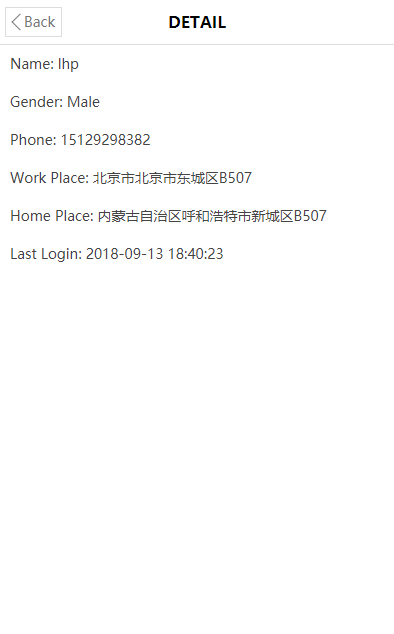 Back
DETAIL
Name: lhp
Gender: Male
Phone: 15129298382
Work Place: 北京市北京市东城区B507
Home Place: 内蒙古自治区呼和浩特市新城区B507
Last Login: 2018-09-13 18:40:23